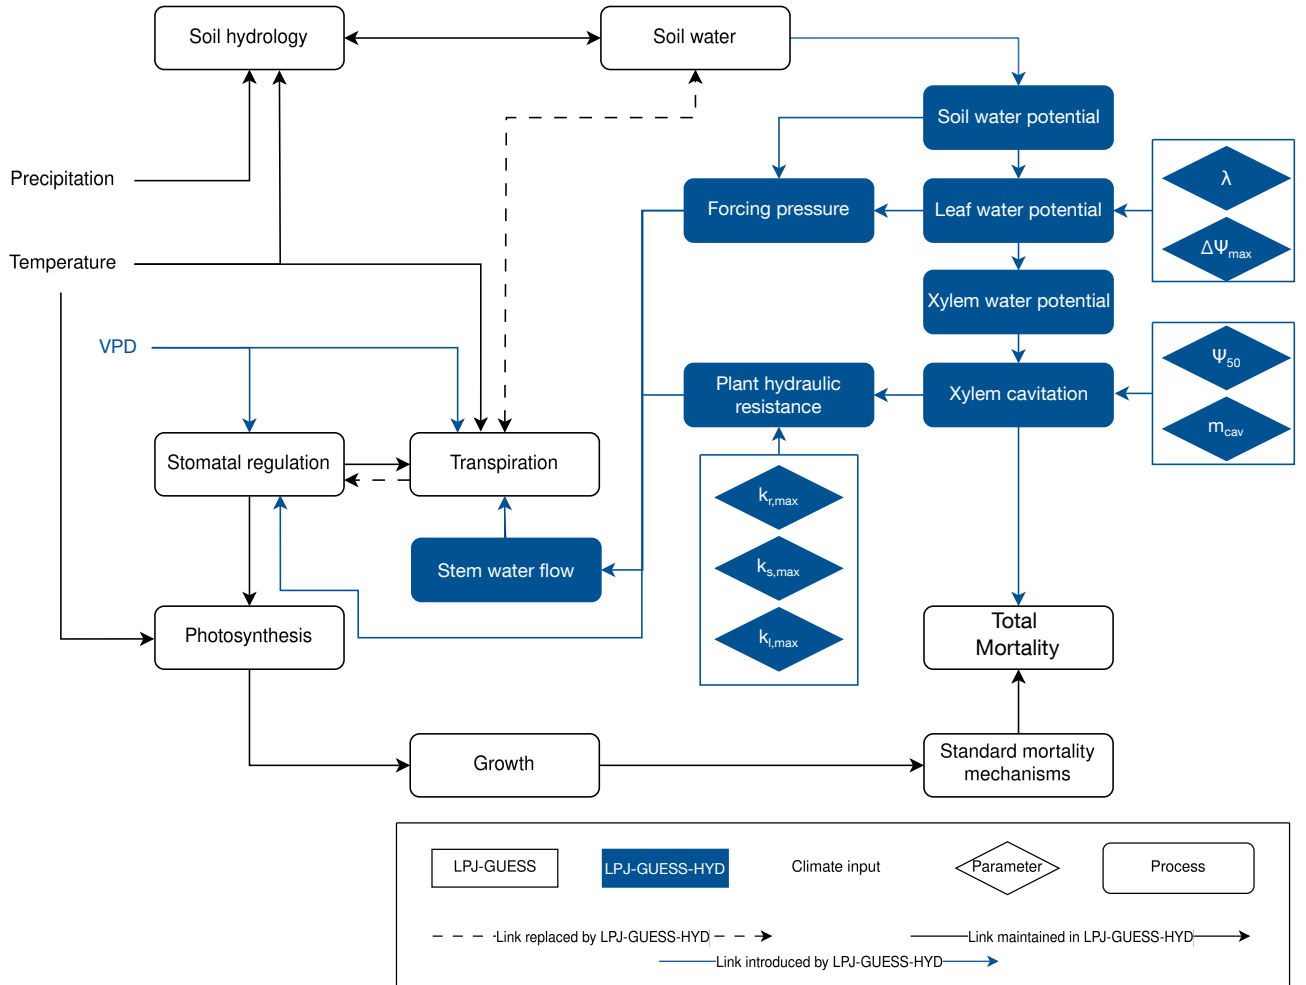 Soil hydrology
Soil water
Soil water potential
Precipitation
λ
Forcing pressure
Leaf water potential
Temperature
ΔΨmax
Xylem water potential
VPD
Ψ50
Plant hydraulic
resistance
Xylem cavitation
mcav
Stomatal regulation
Transpiration
kr,max
Stem water flow
ks,max
Photosynthesis
kl,max
Total
Mortality
Growth
Standard mortality
mechanisms
LPJ-GUESS
LPJ-GUESS-HYD
Climate input
Parameter
Process
Link replaced by LPJ-GUESS-HYD
Link maintained in LPJ-GUESS-HYD
Link introduced by LPJ-GUESS-HYD